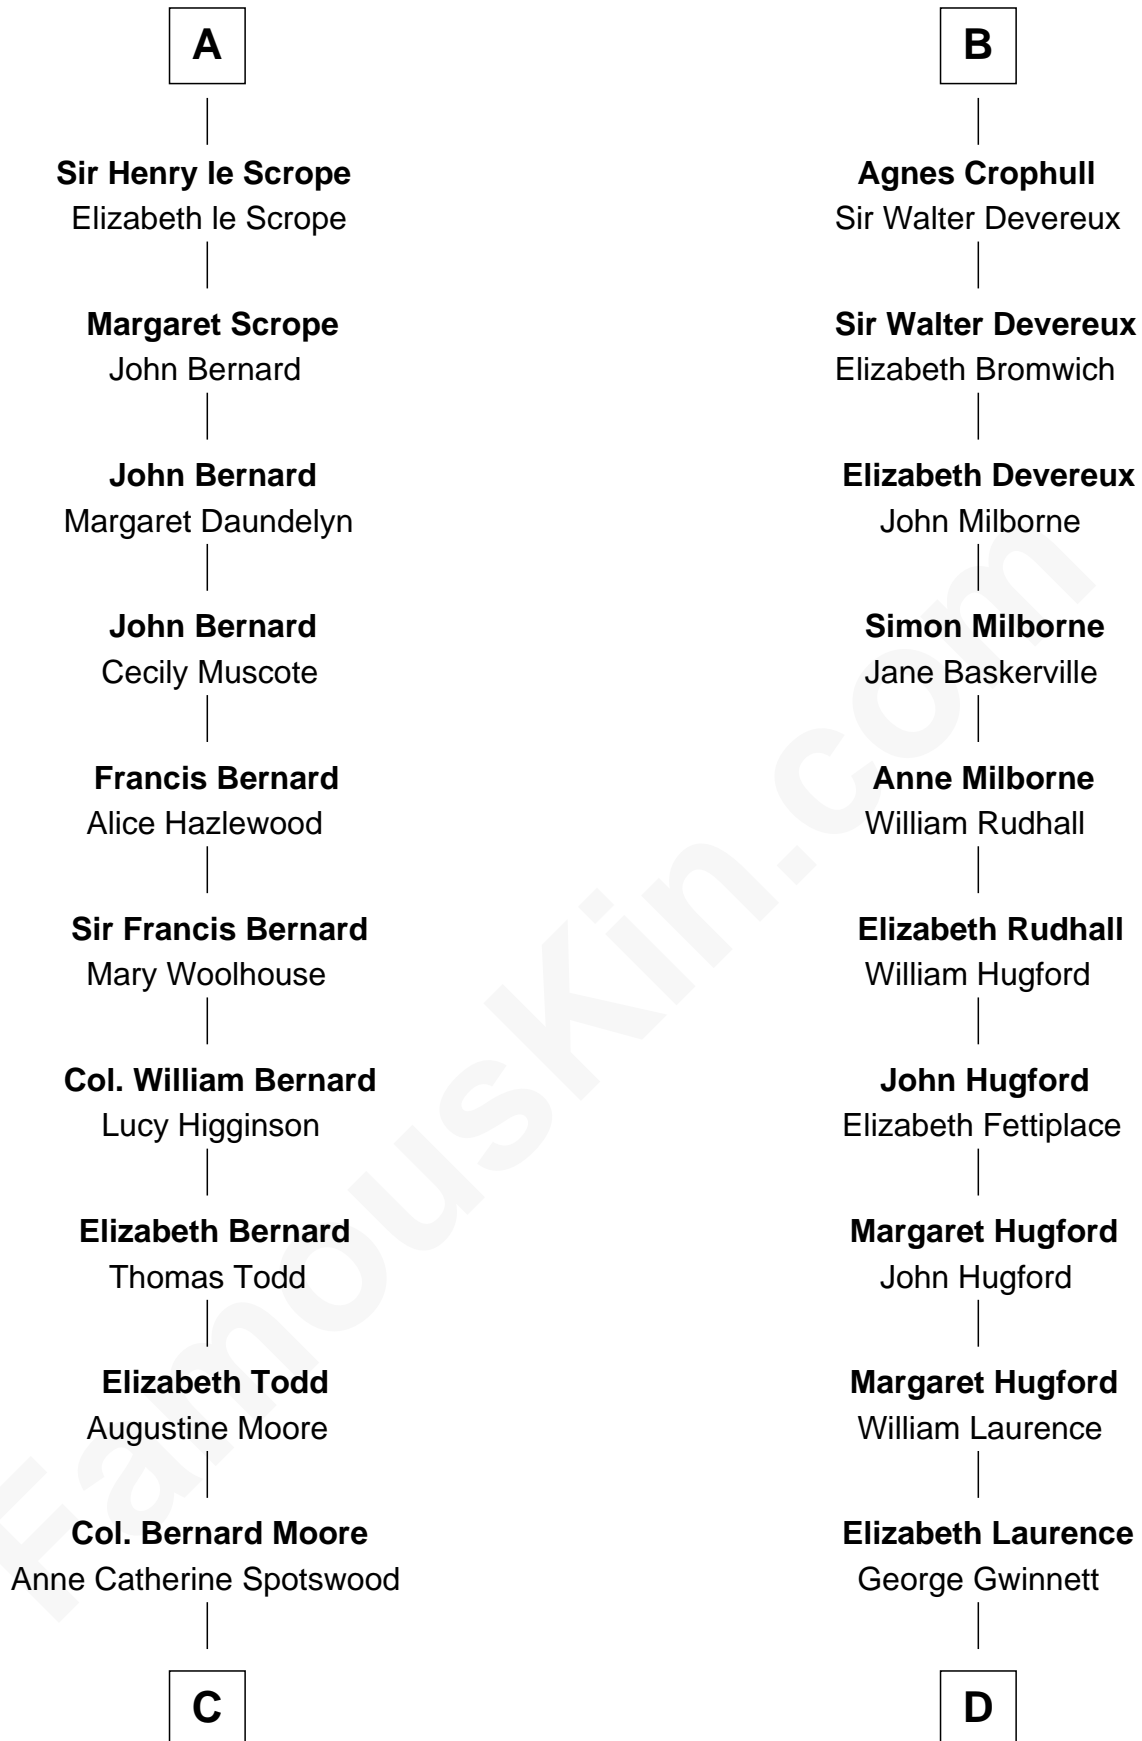 A
Sir Henry le Scrope
Elizabeth le Scrope
Margaret Scrope
John Bernard
John Bernard
Margaret Daundelyn
John Bernard
Cecily Muscote
Francis Bernard
Alice Hazlewood
Sir Francis Bernard
Mary Woolhouse
Col. William Bernard
Lucy Higginson
Elizabeth Bernard
Thomas Todd
Elizabeth Todd
Augustine Moore
Col. Bernard Moore
Anne Catherine Spotswood
C
B
Agnes Crophull
Sir Walter Devereux
Sir Walter Devereux
Elizabeth Bromwich
Elizabeth Devereux
John Milborne
Simon Milborne
Jane Baskerville
Anne Milborne
William Rudhall
Elizabeth Rudhall
William Hugford
John Hugford
Elizabeth Fettiplace
Margaret Hugford
John Hugford
Margaret Hugford
William Laurence
Elizabeth Laurence
George Gwinnett
D
FamousKin.com